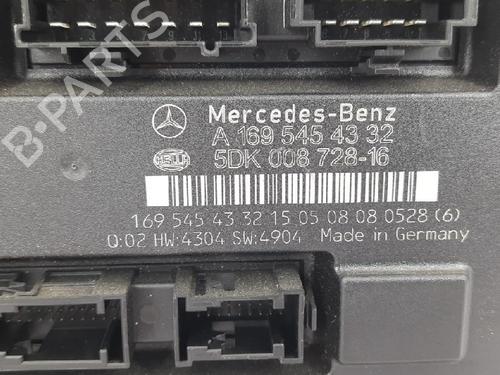 Mercedes-Benz
A 169 545 43 32
HELLA 5DK 008 728-16
169 545 43 32 15 05 08 08 0528 (6)
Q:02 HW:4304 SW:4904 Made in Germany
B-PARTS